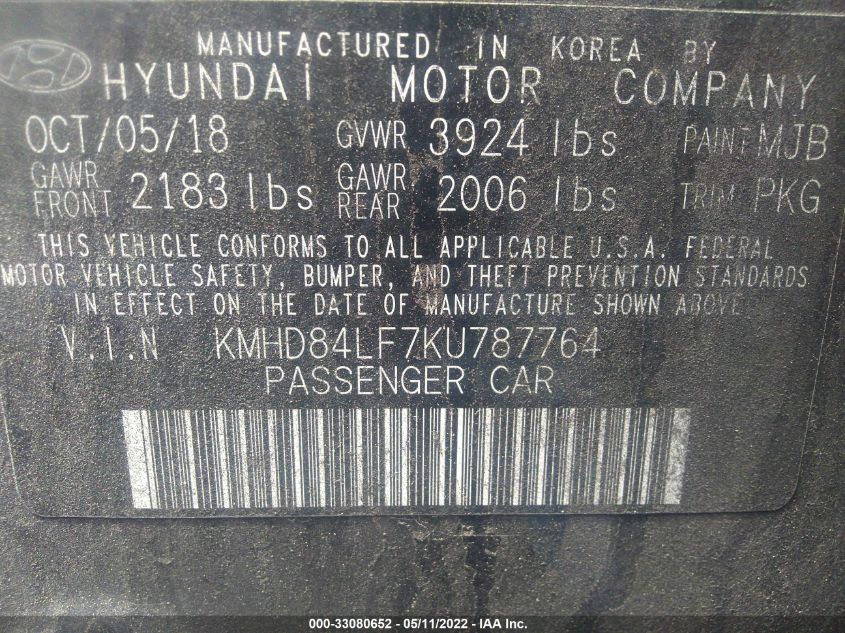 MANUFACTURED IN KOREA BY
HYUNDAI MOTOR COMPANY
OCT/05/18 GVWR 3924 lbs PAINT MJB
GAWR FRONT 2183 lbs GAWR REAR 2006 lbs TRIM PKG
THIS VEHICLE CONFORMS TO ALL APPLICABLE U.S.A. FEDERAL
MOTOR VEHICLE SAFETY, BUMPER, AND THEFT PREVENTION STANDARDS
IN EFFECT ON THE DATE OF MANUFACTURE SHOWN ABOVE
V.I.N KMHD84LF7KU787764
PASSENGER CAR
000-33080652 - 05/11/2022 - IAA Inc.